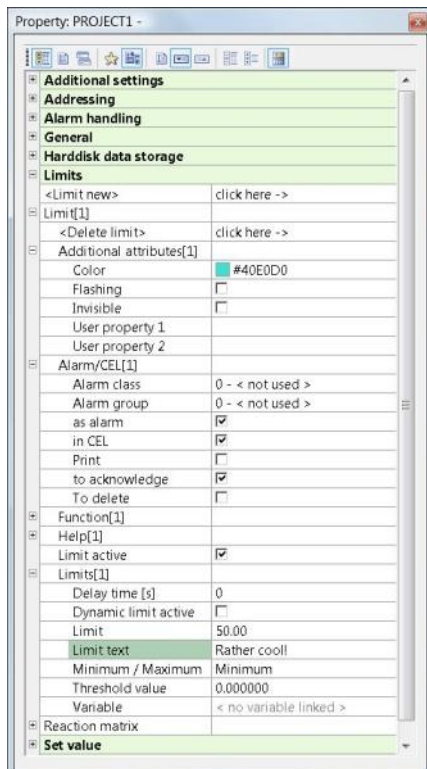 Property: PROJECT1 -
Additional settings
Addressing
Alarm handling
General
Harddisk data storage
Limits
<Limit new> click here ->
Limit[1]
<Delete limit> click here ->
Additional attributes[1]
Color #40E0D0
Flashing
Invisible
User property 1
User property 2
Alarm/CEL[1]
Alarm class 0 - < not used >
Alarm group 0 - < not used >
as alarm
in CEL
Print
to acknowledge
To delete
Function[1]
Help[1]
Limit active
Limits[1]
Delay time [s] 0
Dynamic limit active
Limit 50.00
Limit text Rather cool!
Minimum / Maximum Minimum
Threshold value 0.000000
Variable < no variable linked >
Reaction matrix
Set value